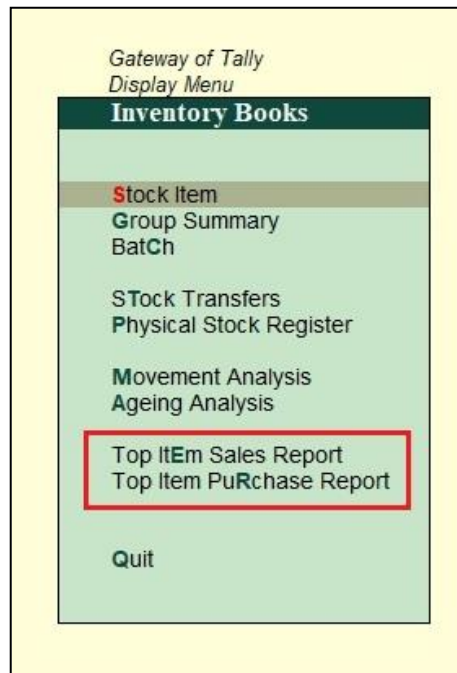 Gateway of Tally
Display Menu
Inventory Books
Stock Item
Group Summary
BatCh
STock Transfers
Physical Stock Register
Movement Analysis
Ageing Analysis
Top ItEm Sales Report
Top Item PuRchase Report
Quit